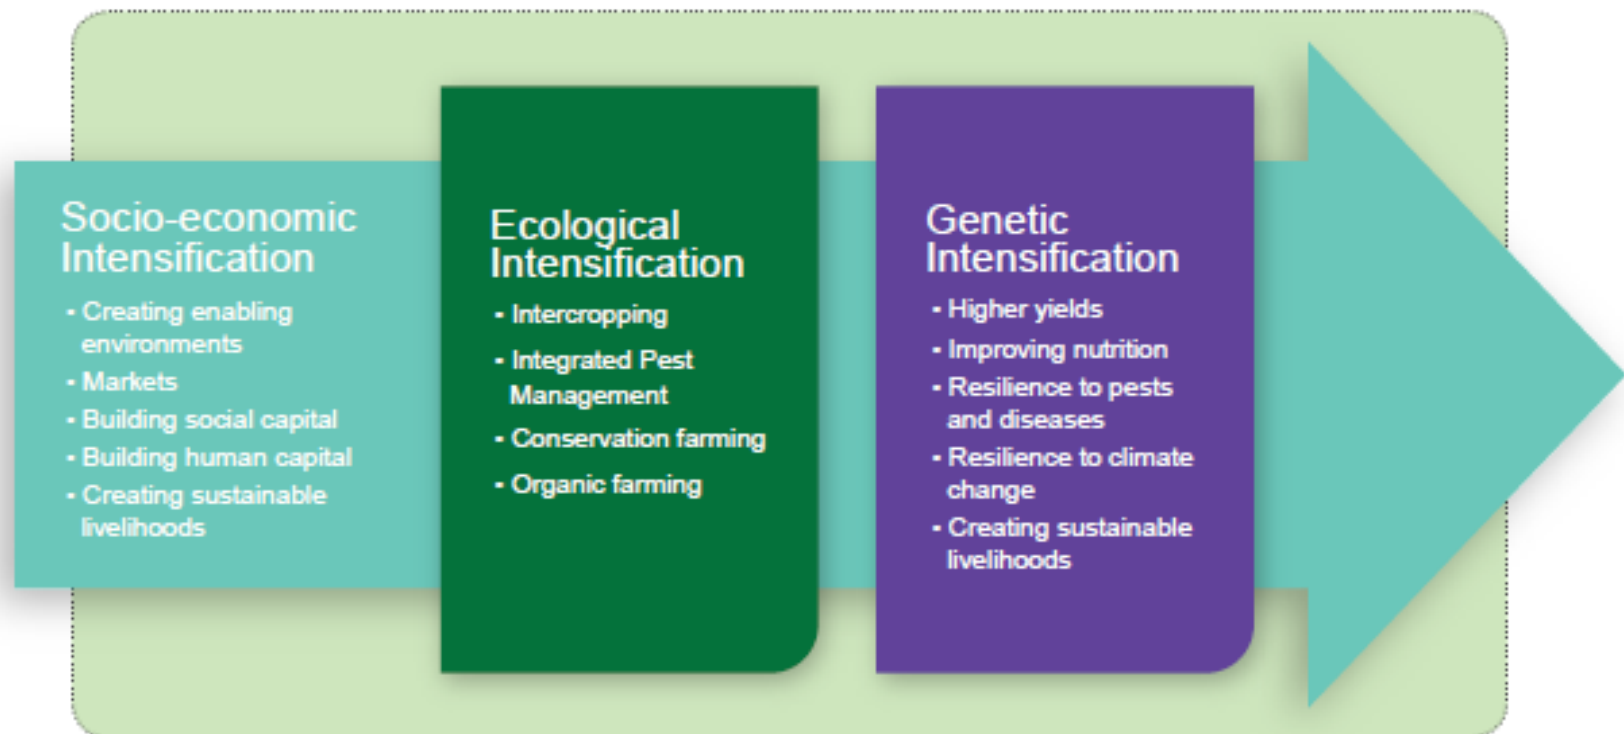 Socio-economic
Intensification
- Creating enabling
environments
- Markets
- Building social capital
- Building human capital
- Creating sustainable
livelihoods
Ecological
Intensification
- Intercropping
- Integrated Pest
Management
- Conservation farming
- Organic farming
Genetic
Intensification
- Higher yields
- Improving nutrition
- Resilience to pests
and diseases
- Resilience to climate
change
- Creating sustainable
livelihoods